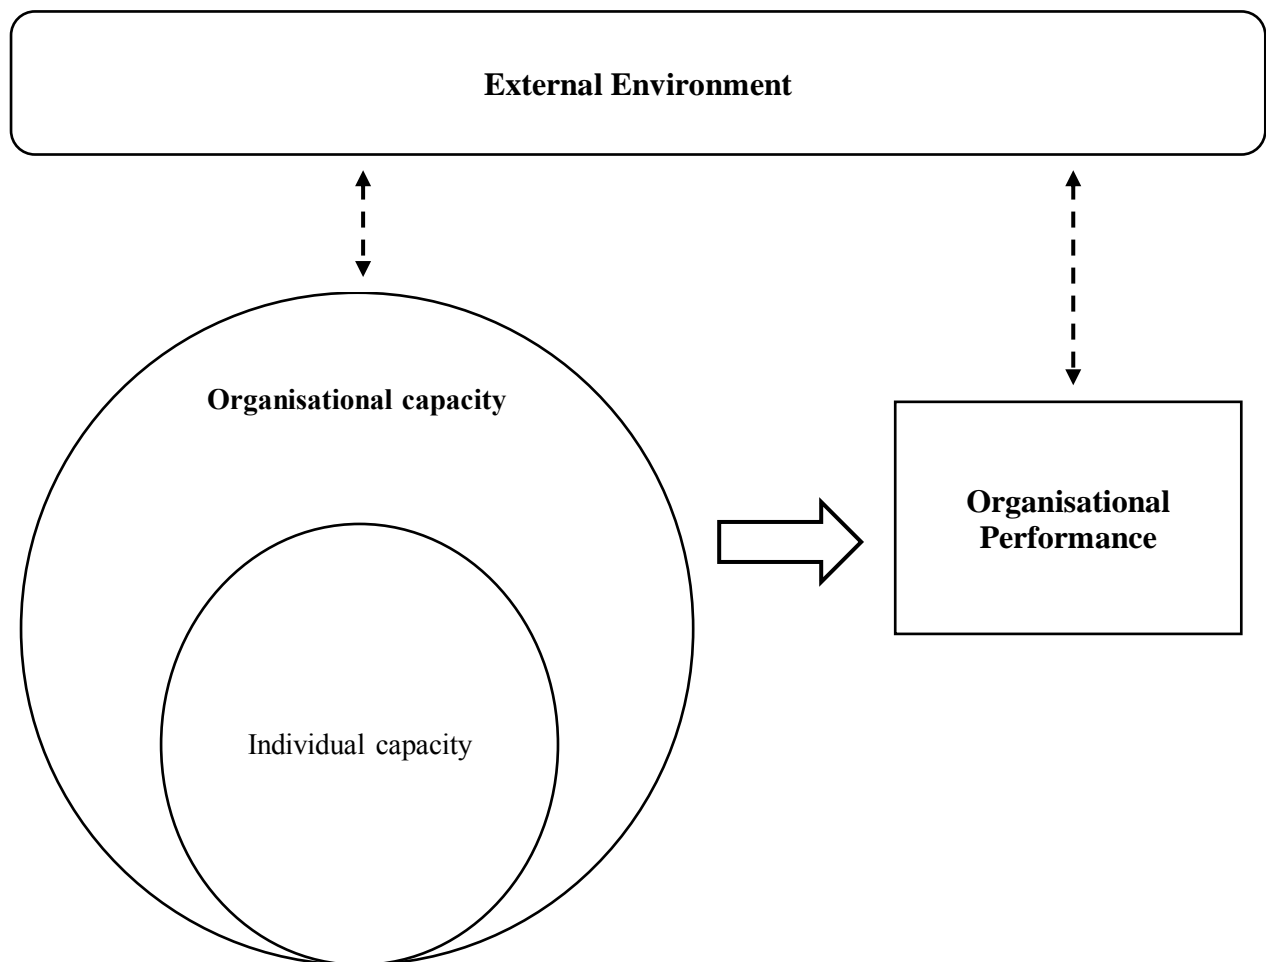 External Environment
Organisational capacity
Organisational
Performance
Individual capacity